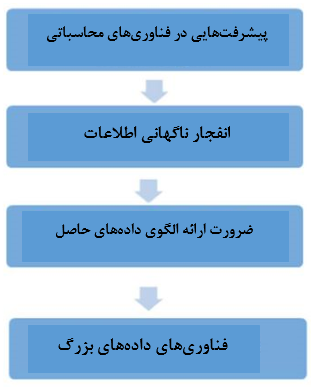 پیشرفت‌هایی در فناوری‌های محاسباتی
انفجار ناگهانی اطلاعات
ضرورت ارائه الگوی داده‌های حاصل
فناوری‌های داده‌های بزرگ